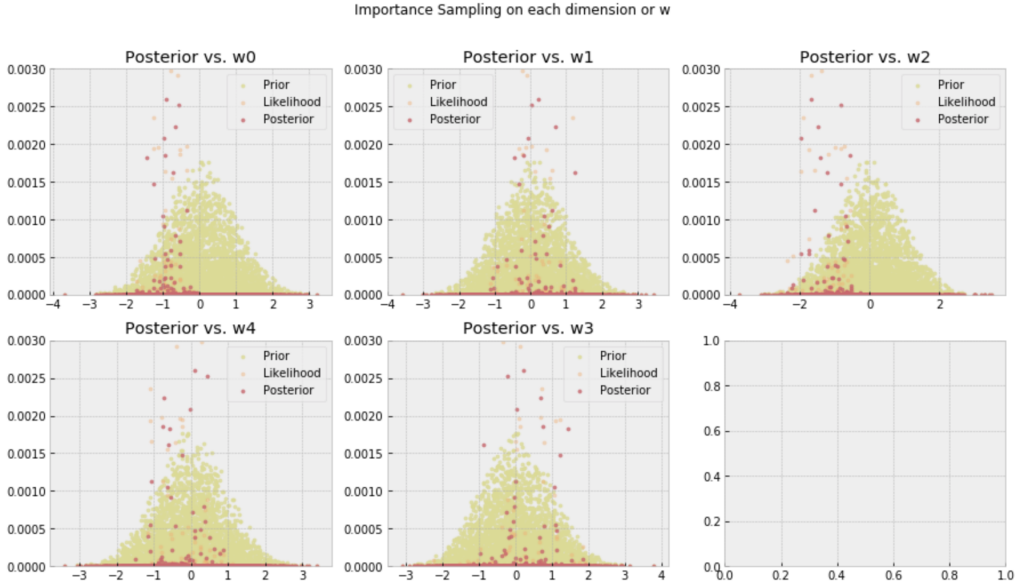 Importance Sampling on each dimension or w
Posterior vs. w0
Posterior vs. w1
Posterior vs. w2
0.0030
0.0025
0.0020
0.0015
0.0010
0.0005
0.0000
Prior
Likelihood
Posterior
−4 −3 −2 −1 0 1 2 3
0.0030
0.0025
0.0020
0.0015
0.0010
0.0005
0.0000
Prior
Likelihood
Posterior
−4 −3 −2 −1 0 1 2 3
0.0030
0.0025
0.0020
0.0015
0.0010
0.0005
0.0000
Prior
Likelihood
Posterior
−4 −2 0 2
Posterior vs. w4
Posterior vs. w3
0.0030
0.0025
0.0020
0.0015
0.0010
0.0005
0.0000
Prior
Likelihood
Posterior
−3 −2 −1 0 1 2 3
0.0030
0.0025
0.0020
0.0015
0.0010
0.0005
0.0000
Prior
Likelihood
Posterior
−3 −2 −1 0 1 2 3 4
1.0
0.8
0.6
0.4
0.2
0.0
0.0 0.2 0.4 0.6 0.8 1.0